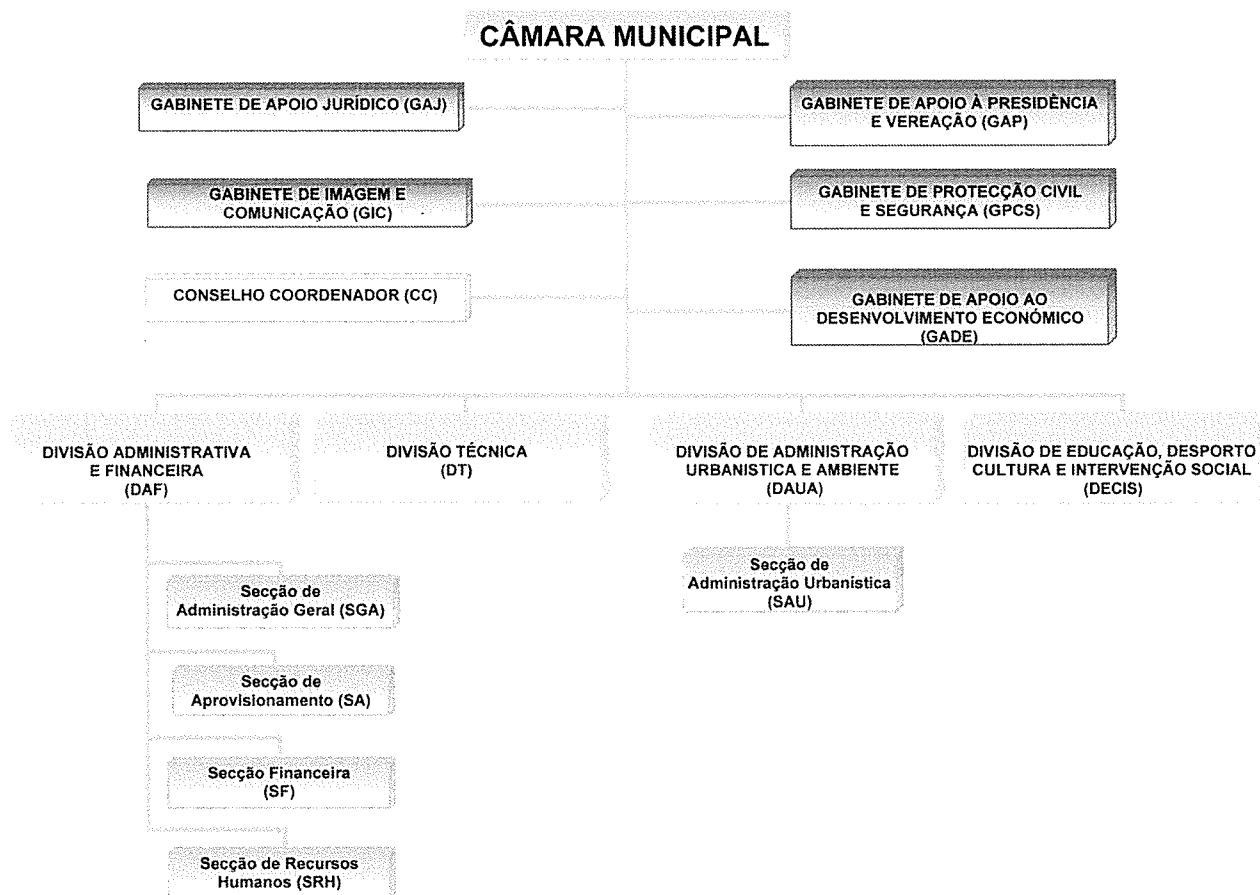 CÂMARA MUNICIPAL
GABINETE DE APOIO JURÍDICO (GAJ)
GABINETE DE APOIO À PRESIDÊNCIA
E VEREAÇÃO (GAP)
GABINETE DE IMAGEM E
COMUNICAÇÃO (GIC)
GABINETE DE PROTECÇÃO CIVIL
E SEGURANÇA (GPCS)
CONSELHO COORDENADOR (CC)
GABINETE DE APOIO AO
DESENVOLVIMENTO ECONÓMICO
(GADE)
DIVISÃO ADMINISTRATIVA
E FINANCEIRA
(DAF)
DIVISÃO TÉCNICA
(DT)
DIVISÃO DE ADMINISTRAÇÃO
URBANISTICA E AMBIENTE
(DAUA)
DIVISÃO DE EDUCAÇÃO, DESPORTO
CULTURA E INTERVENÇÃO SOCIAL
(DECIS)
Secção de
Administração Geral (SGA)
Secção de
Aprovisionamento (SA)
Secção Financeira
(SF)
Secção de Recursos
Humanos (SRH)
Secção de
Administração Urbanística
(SAU)